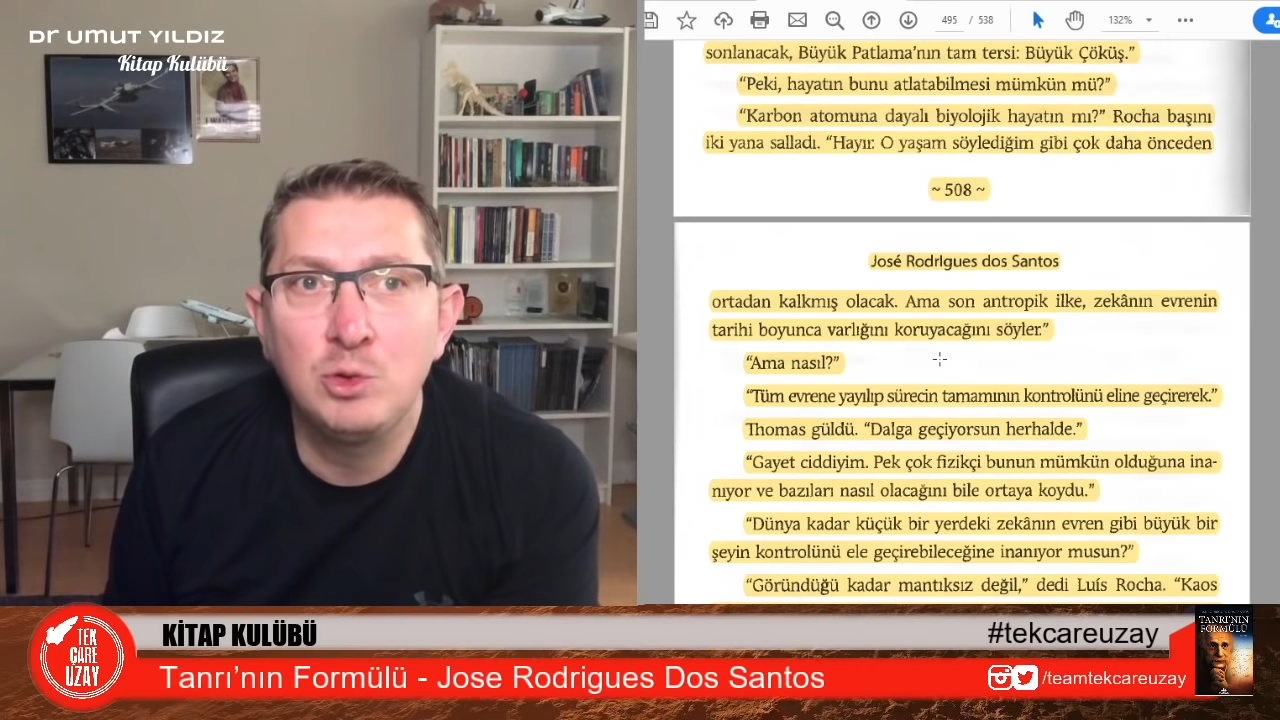 DR UMUT YILDIZ
Kitap Kulübü
495 / 538
132%
sonlanacak, Büyük Patlama’nın tam tersi: Büyük Çöküş.”
“Peki, hayatın bunu atlatabilmesi mümkün mü?”
“Karbon atomuna dayalı biyolojik hayatın mı?” Rocha başını
iki yana salladı. “Hayır. O yaşam söylediğim gibi çok daha önceden
~ 508 ~
José Rodrigues dos Santos
ortadan kalkmış olacak. Ama son antropik ilke, zekânın evrenin
tarihi boyunca varlığını koruyacağını söyler.”
“Ama nasıl?”
“Tüm evrene yayılıp sürecin tamamının kontrolünü eline geçirerek.”
Thomas güldü. “Dalga geçiyorsun herhalde.”
“Gayet ciddiyim. Pek çok fizikçi bunun mümkün olduğuna ina-
nıyor ve bazıları nasıl olacağını bile ortaya koydu.”
“Dünya kadar küçük bir yerdeki zekânın evren gibi büyük bir
şeyin kontrolünü ele geçirebileceğine inanıyor musun?”
“Göründüğü kadar mantıksız değil,” dedi Luís Rocha. “Kaos
TEK
ÇARE
UZAY
KİTAP KULÜBÜ
#tekcareuzay
Tanrı’nın Formülü - Jose Rodrigues Dos Santos
/teamtekcareuzay
TANRI'NIN
FORMÜLÜ